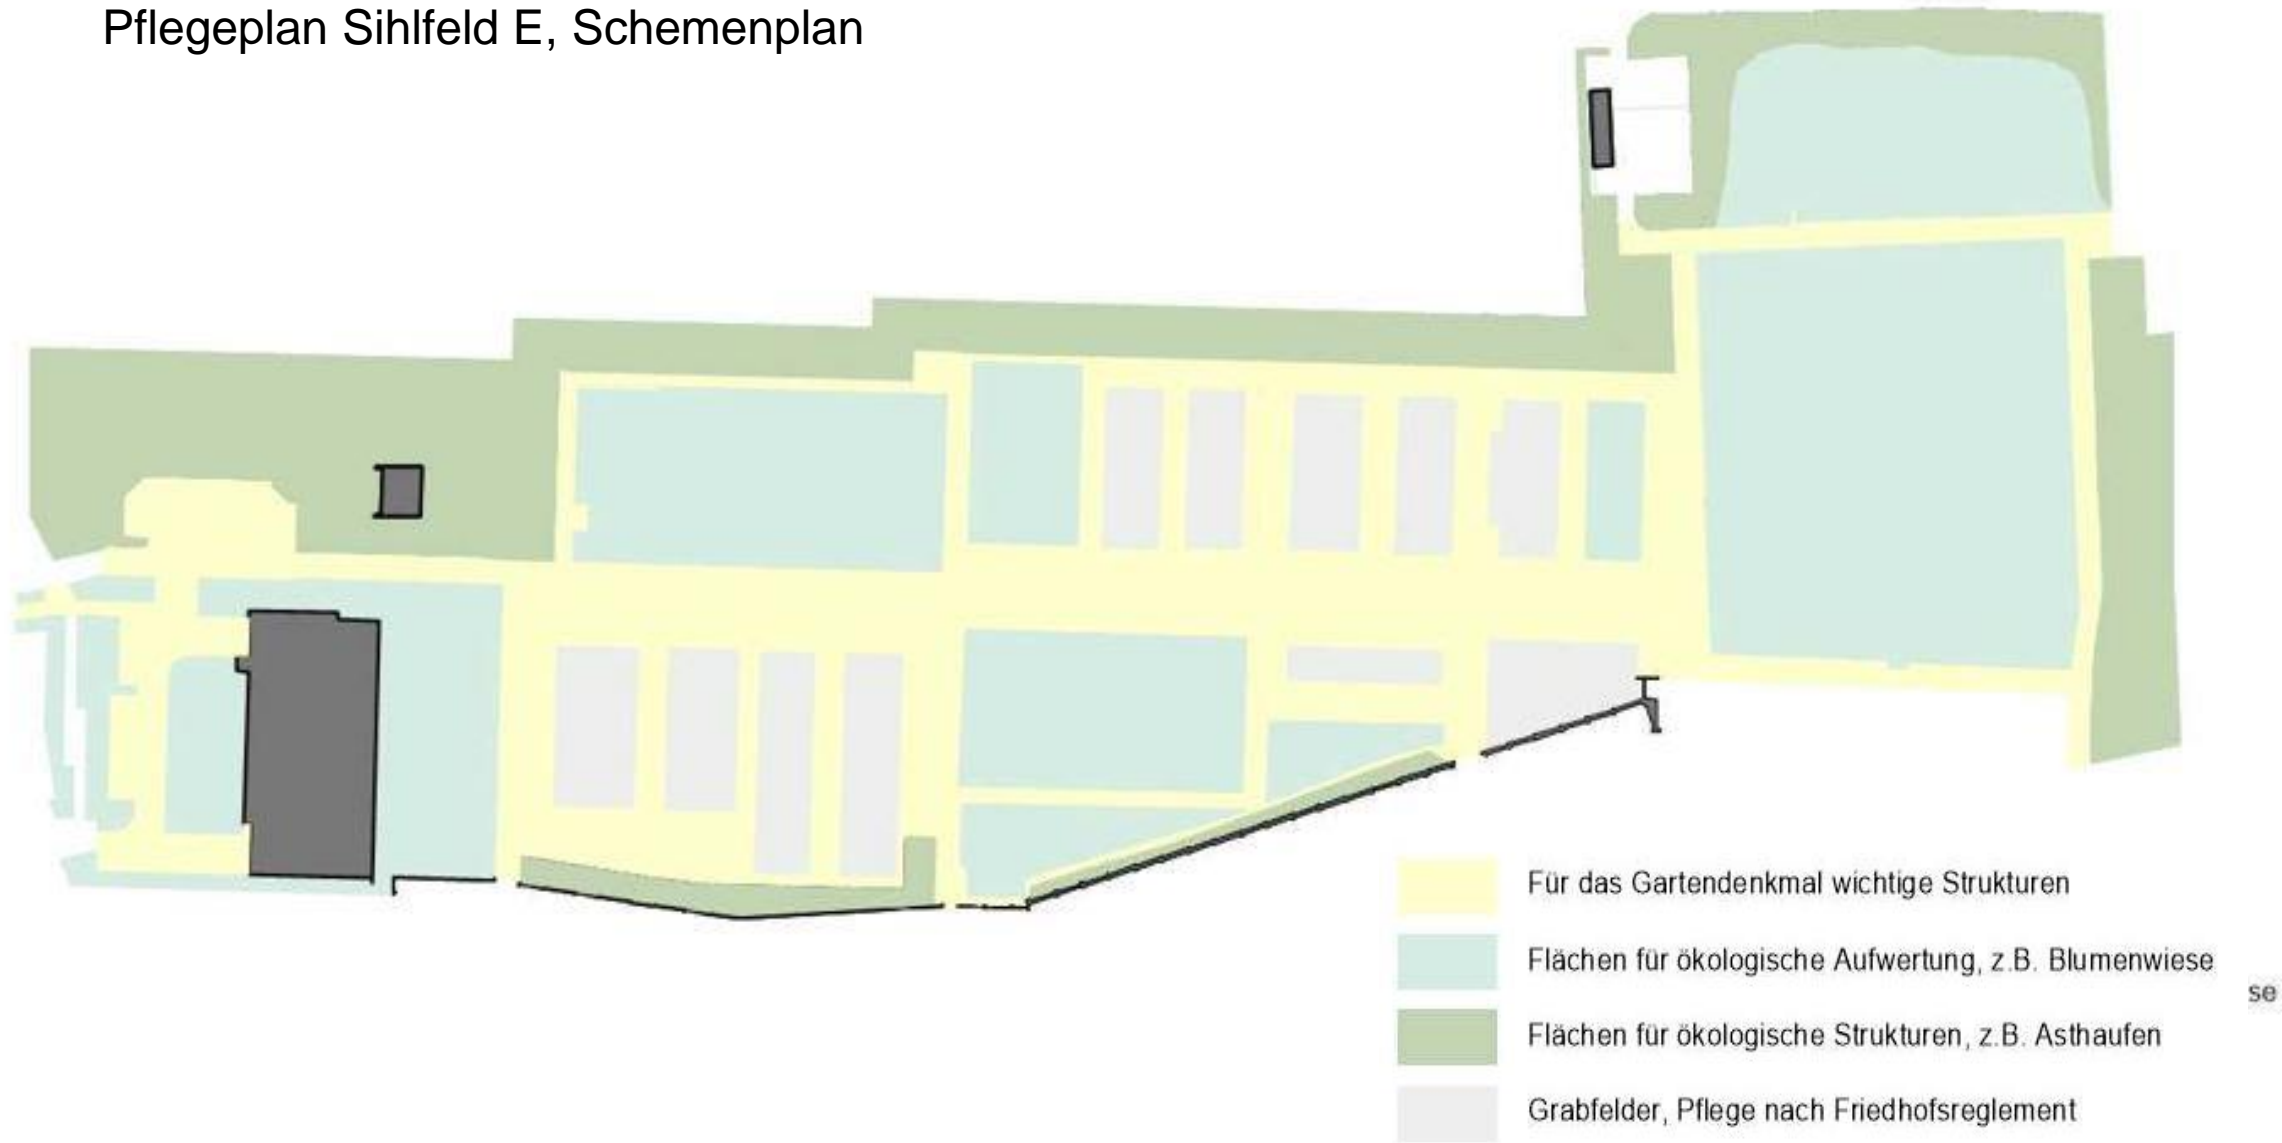 Pflegeplan Sihlfeld E, Schemenplan
Für das Gartendenkmal wichtige Strukturen
Flächen für ökologische Aufwertung, z.B. Blumenwiese
se
Flächen für ökologische Strukturen, z.B. Asthaufen
Grabfelder, Pflege nach Friedhofsreglement